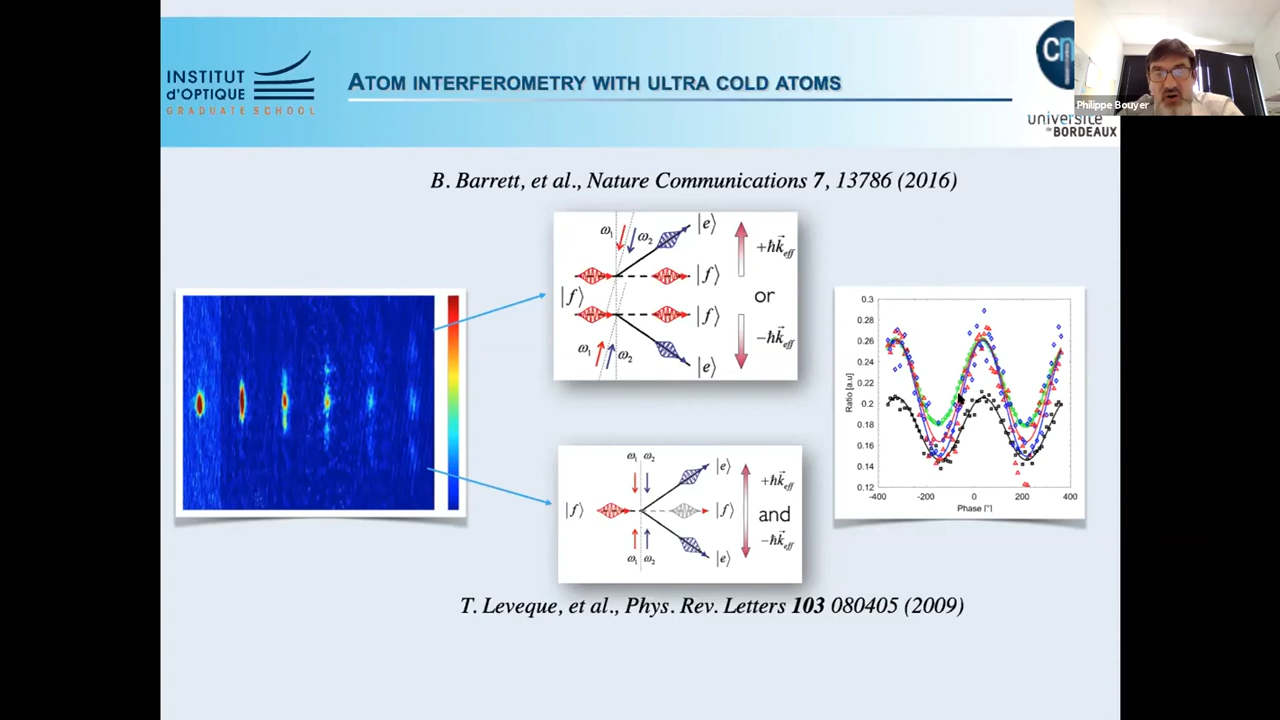 INSTITUT
d'OPTIQUE
GRADUATE SCHOOL
ATOM INTERFEROMETRY WITH ULTRA COLD ATOMS
Philippe Bouyer
université
de BORDEAUX
B. Barrett, et al., Nature Communications 7, 13786 (2016)
ω₁ ω₂ |e⟩ +ħk⃗eff
|f⟩
|f⟩ or
|f⟩ −ħk⃗eff
ω₁ ω₂ |e⟩
ω₁ ω₂ |e⟩ +ħk⃗eff
|f⟩ |f⟩ and
ω₁ ω₂ |e⟩ −ħk⃗eff
0.3
0.28
0.26
0.24
0.22
0.2
0.18
0.16
0.14
0.12
Ratio [a.u]
-400 -200 0 200 400
Phase [°]
T. Leveque, et al., Phys. Rev. Letters 103 080405 (2009)